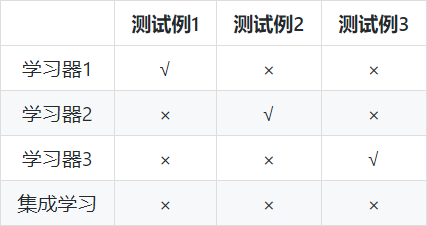 测试例1 测试例2 测试例3
学习器1 √ × ×
学习器2 × √ ×
学习器3 × × √
集成学习 × × ×